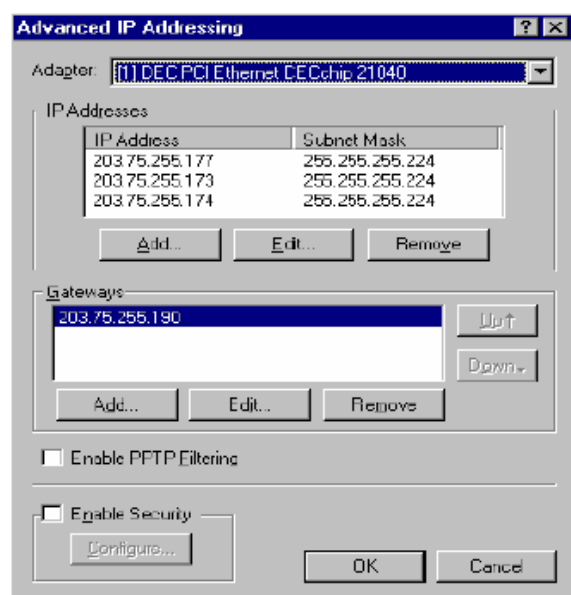 Advanced IP Addressing
Adapter: [1] DEC PCI Ethernet DECchip 21040
IP Addresses
IP Address Subnet Mask
203.75.255.177 255.255.255.224
203.75.255.173 255.255.255.224
203.75.255.174 255.255.255.224
Add... Edit... Remove
Gateways
203.75.255.190
Up↑
Down↓
Add... Edit... Remove
Enable PPTP Filtering
Enable Security
Configure...
OK Cancel